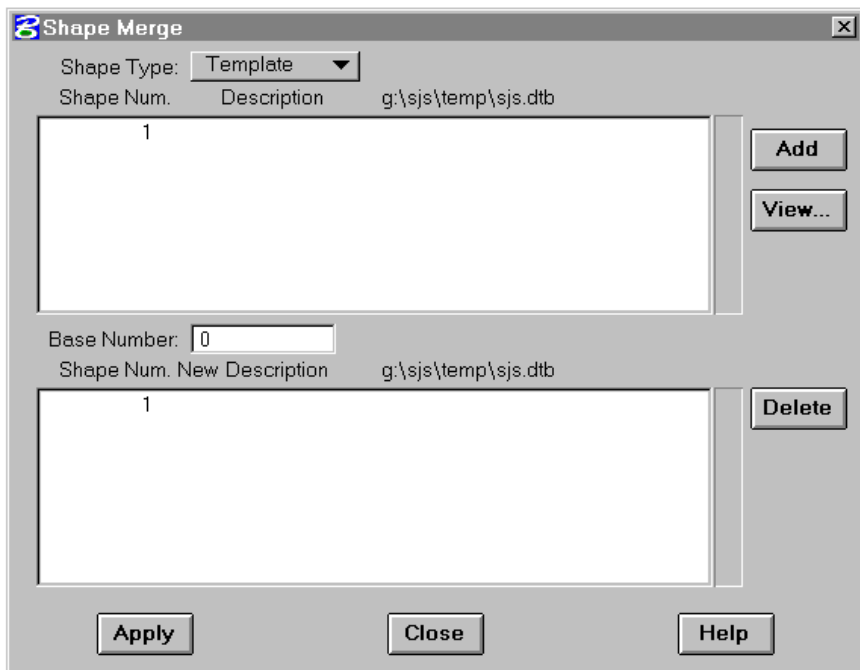 Shape Merge
Shape Type: Template
Shape Num. Description g:\sjs\temp\sjs.dtb
1
Add
View...
Base Number: 0
Shape Num. New Description g:\sjs\temp\sjs.dtb
1
Delete
Apply Close Help